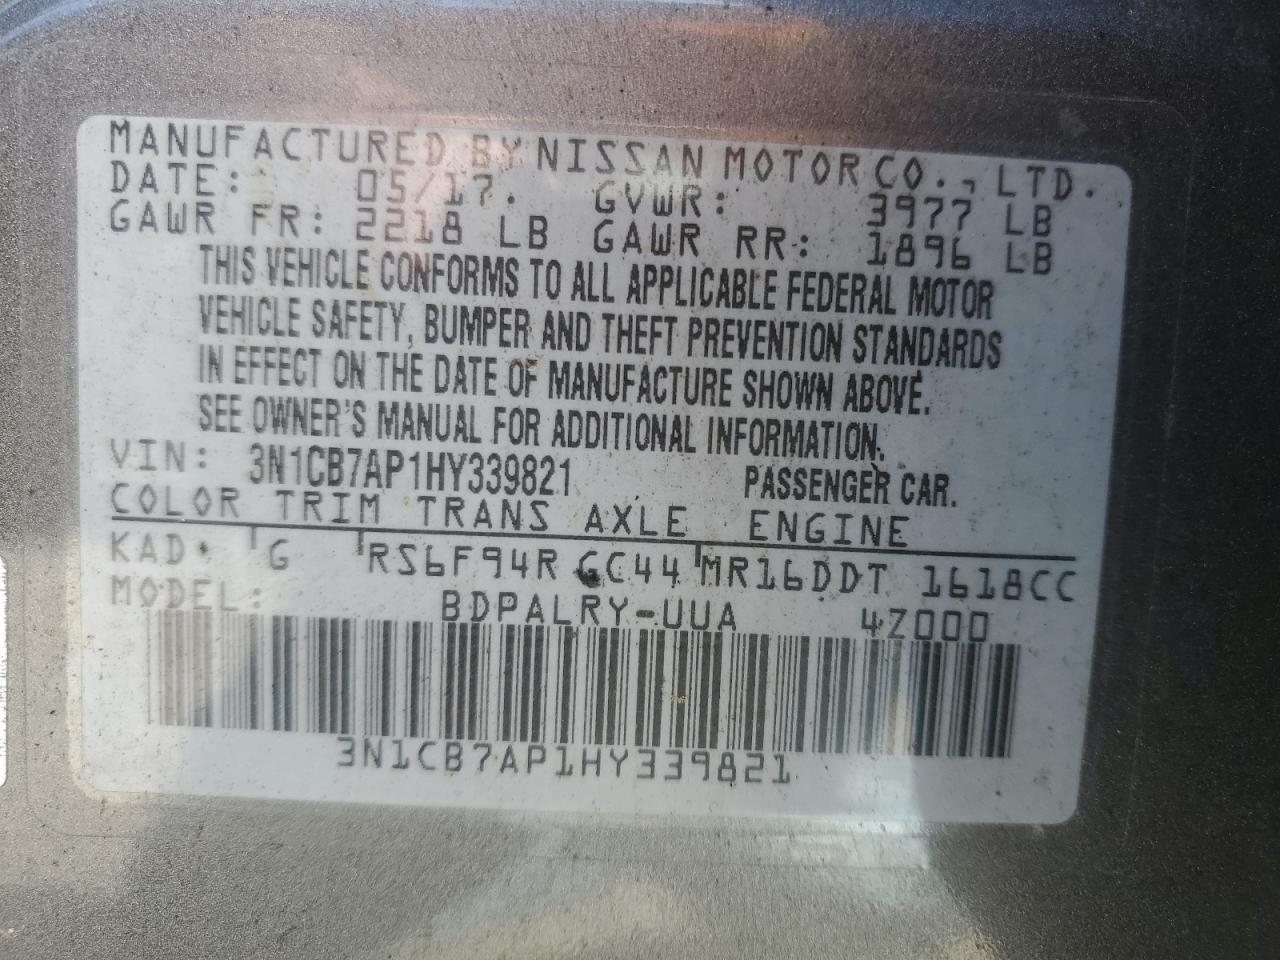 MANUFACTURED BY NISSAN MOTOR CO., LTD.
DATE: 05/17. GVWR: 3977 LB
GAWR FR: 2218 LB GAWR RR: 1896 LB
THIS VEHICLE CONFORMS TO ALL APPLICABLE FEDERAL MOTOR
VEHICLE SAFETY, BUMPER AND THEFT PREVENTION STANDARDS
IN EFFECT ON THE DATE OF MANUFACTURE SHOWN ABOVE.
SEE OWNER'S MANUAL FOR ADDITIONAL INFORMATION.
VIN: 3N1CB7AP1HY339821 PASSENGER CAR.
COLOR TRIM TRANS AXLE ENGINE
KAD G RS6F94R GC44 MR16DDT 1618CC
MODEL: BDPALRY-UUA 4Z000
3N1CB7AP1HY339821